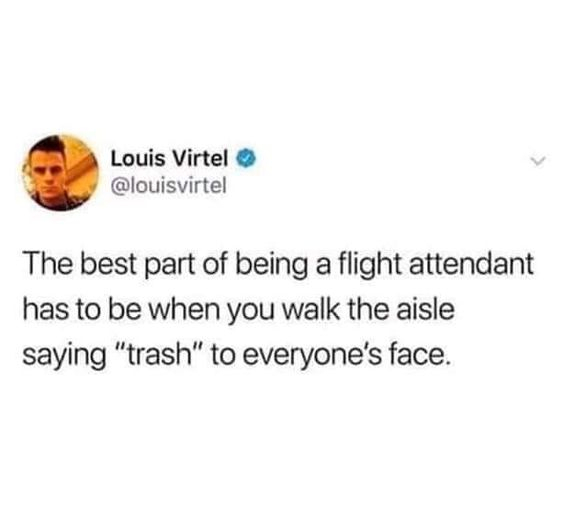 Louis Virtel
@louisvirtel
The best part of being a flight attendant
has to be when you walk the aisle
saying "trash" to everyone's face.